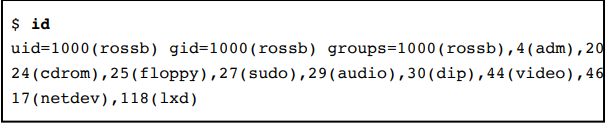 $ id
uid=1000(rossb) gid=1000(rossb) groups=1000(rossb),4(adm),20
24(cdrom),25(floppy),27(sudo),29(audio),30(dip),44(video),46
17(netdev),118(lxd)